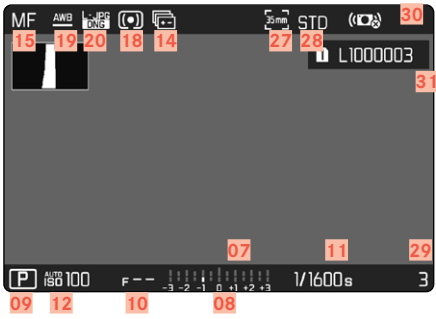 MF AWB L-JPG DNG 35mm STD 30
15 19 20 18 14 27 28
1 L1000003
31
07 11 29
P AUTO ISO 100 F-- -3 -2 -1 0 +1 +2 +3 1/1600s 3
09 12 10 08